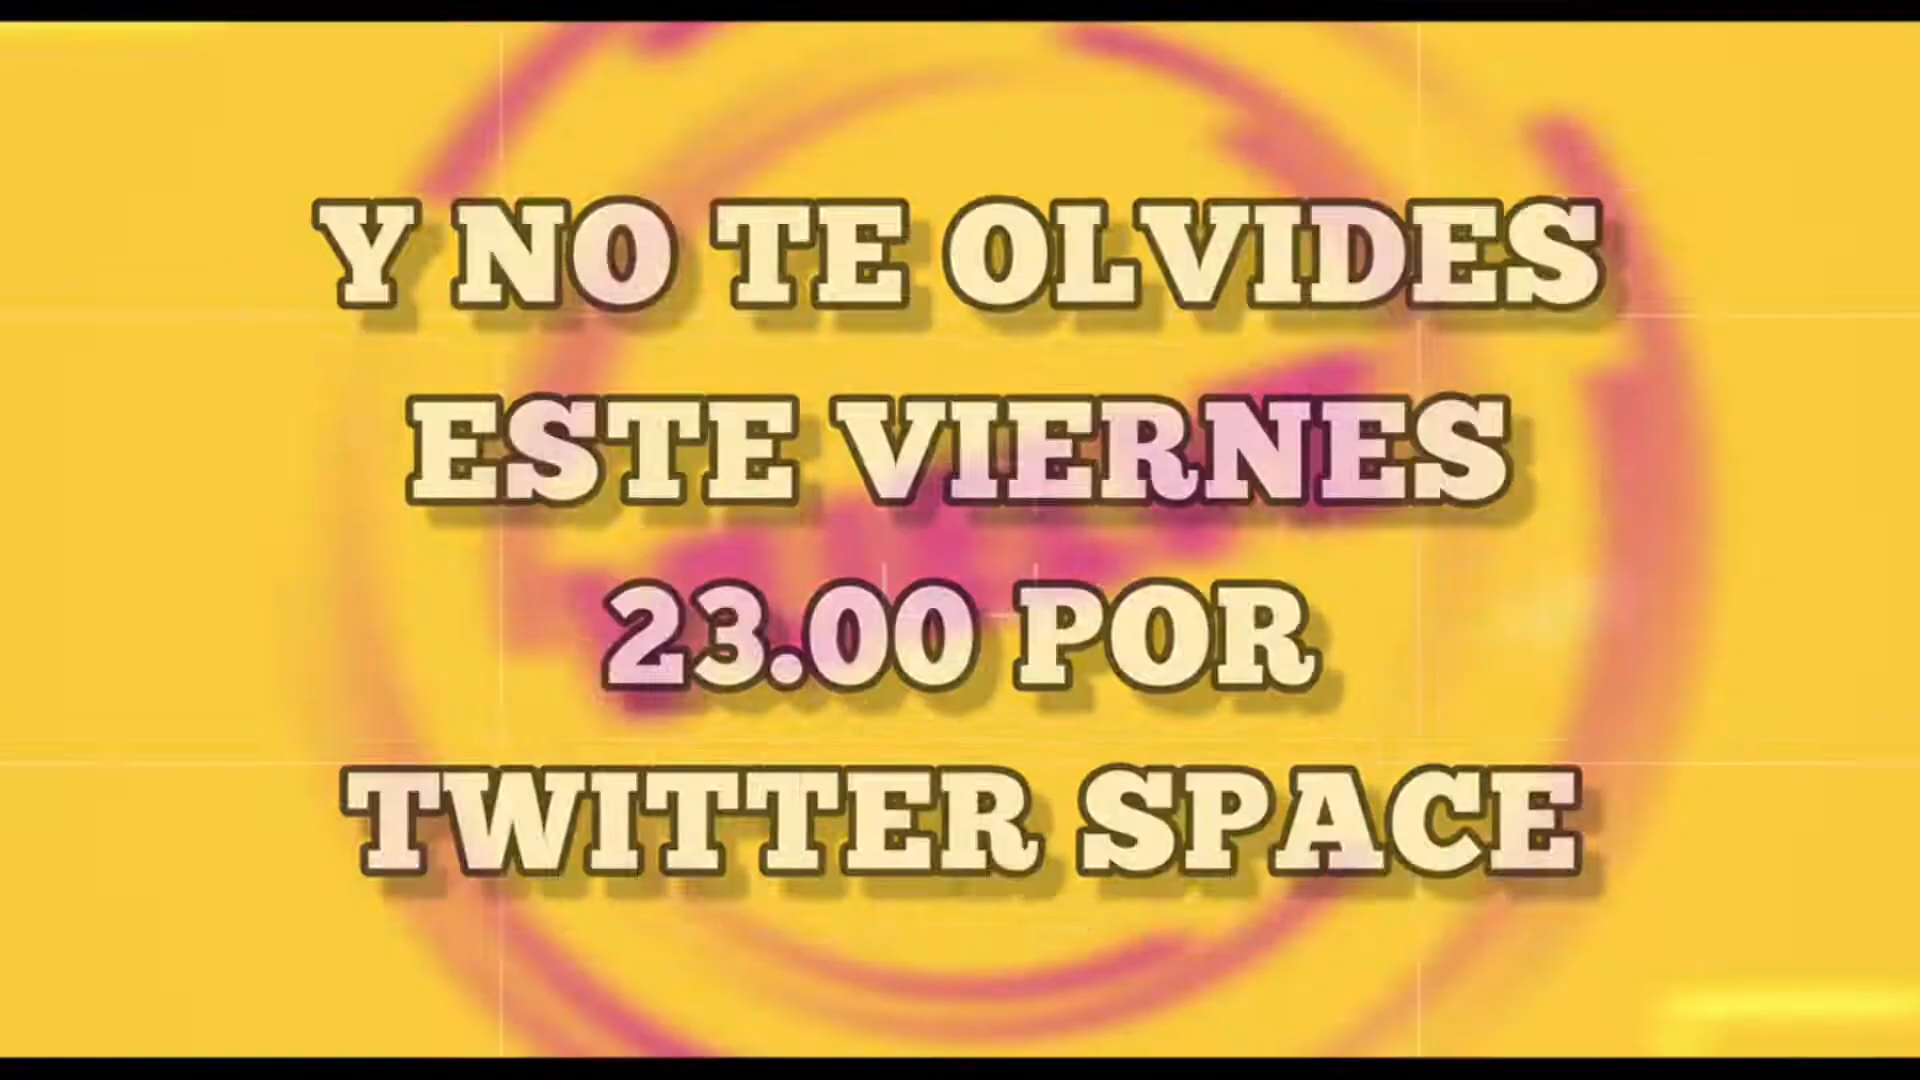 Y NO TE OLVIDES
ESTE VIERNES
23.00 POR
TWITTER SPACE